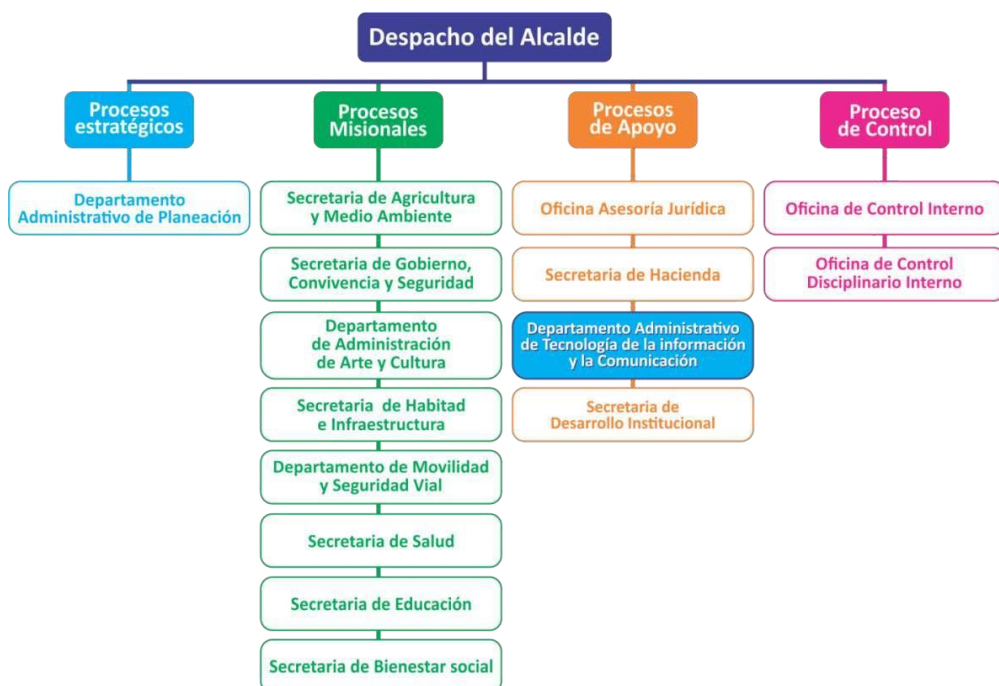 Despacho del Alcalde
Procesos
estratégicos
Departamento
Administrativo de Planeación
Procesos
Misionales
Secretaria de Agricultura
y Medio Ambiente
Secretaria de Gobierno,
Convivencia y Seguridad
Departamento
de Administración
de Arte y Cultura
Secretaria de Habitad
e Infraestructura
Departamento de Movilidad
y Seguridad Vial
Secretaria de Salud
Secretaria de Educación
Secretaria de Bienestar social
Procesos
de Apoyo
Oficina Asesoría Jurídica
Secretaria de Hacienda
Departamento Administrativo
de Tecnología de la información
y la Comunicación
Secretaria de
Desarrollo Institucional
Proceso
de Control
Oficina de Control Interno
Oficina de Control
Disciplinario Interno